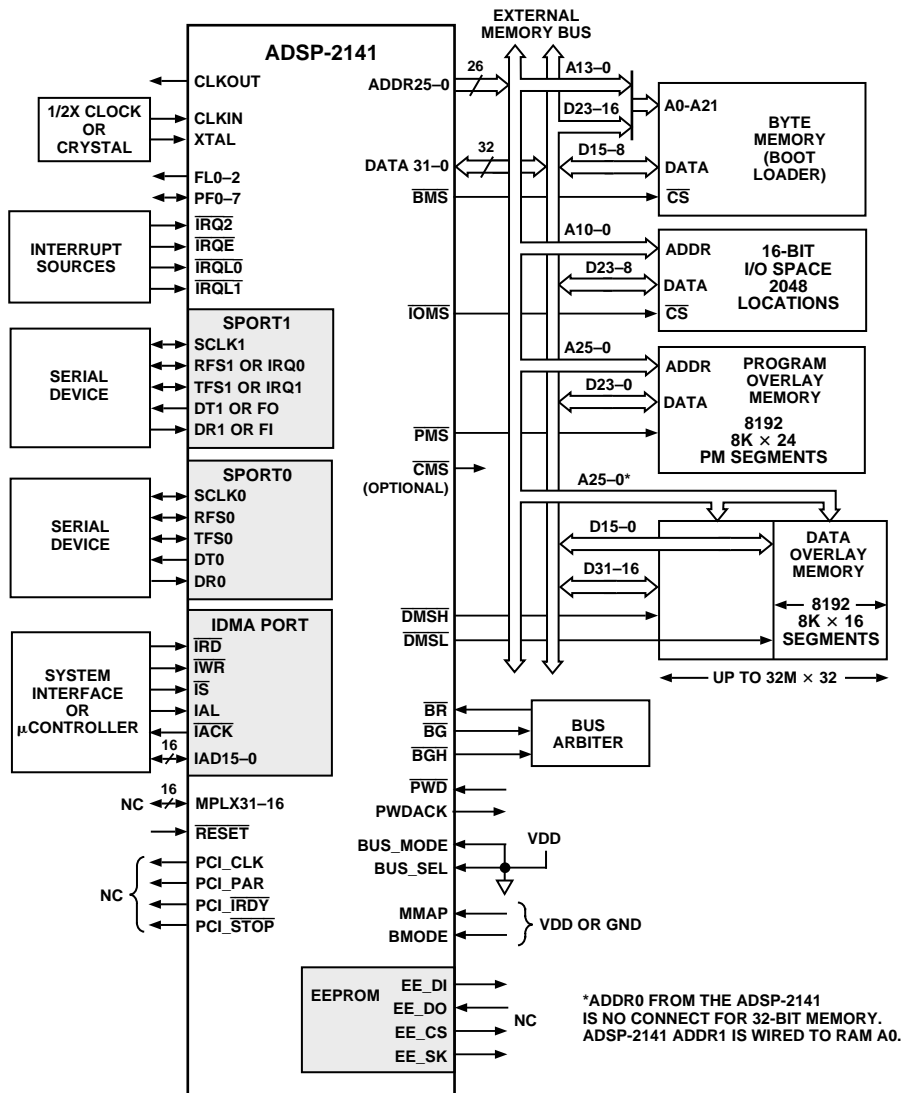 EXTERNAL
MEMORY BUS
ADSP-2141
CLKOUT
1/2X CLOCK
OR
CRYSTAL
CLKIN
XTAL
FL0–2
PF0–7
INTERRUPT
SOURCES
IRQ2
IRQE
IRQL0
IRQL1
SERIAL
DEVICE
SPORT1
SCLK1
RFS1 OR IRQ0
TFS1 OR IRQ1
DT1 OR FO
DR1 OR FI
SERIAL
DEVICE
SPORT0
SCLK0
RFS0
TFS0
DT0
DR0
SYSTEM
INTERFACE
OR
μCONTROLLER
IDMA PORT
IRD
IWR
IS
IAL
IACK
16
IAD15–0
NC
16
MPLX31–16
RESET
NC
PCI_CLK
PCI_PAR
PCI_IRDY
PCI_STOP
ADDR25–0
26
DATA 31–0
32
BMS
IOMS
PMS
CMS
(OPTIONAL)
DMSH
DMSL
BR
BG
BGH
PWD
PWDACK
BUS_MODE
BUS_SEL
VDD
MMAP
BMODE
VDD OR GND
EEPROM
EE_DI
EE_DO
EE_CS
EE_SK
NC
A13–0
D23–16
D15–8
A0-A21
DATA
CS
BYTE
MEMORY
(BOOT
LOADER)
A10–0
D23–8
ADDR
DATA
CS
16-BIT
I/O SPACE
2048
LOCATIONS
A25–0
D23–0
ADDR
DATA
PROGRAM
OVERLAY
MEMORY
8192
8K × 24
PM SEGMENTS
A25–0*
D15–0
D31–16
DATA
OVERLAY
MEMORY
8192
8K × 16
SEGMENTS
UP TO 32M × 32
BUS
ARBITER
*ADDR0 FROM THE ADSP-2141
IS NO CONNECT FOR 32-BIT MEMORY.
ADSP-2141 ADDR1 IS WIRED TO RAM A0.